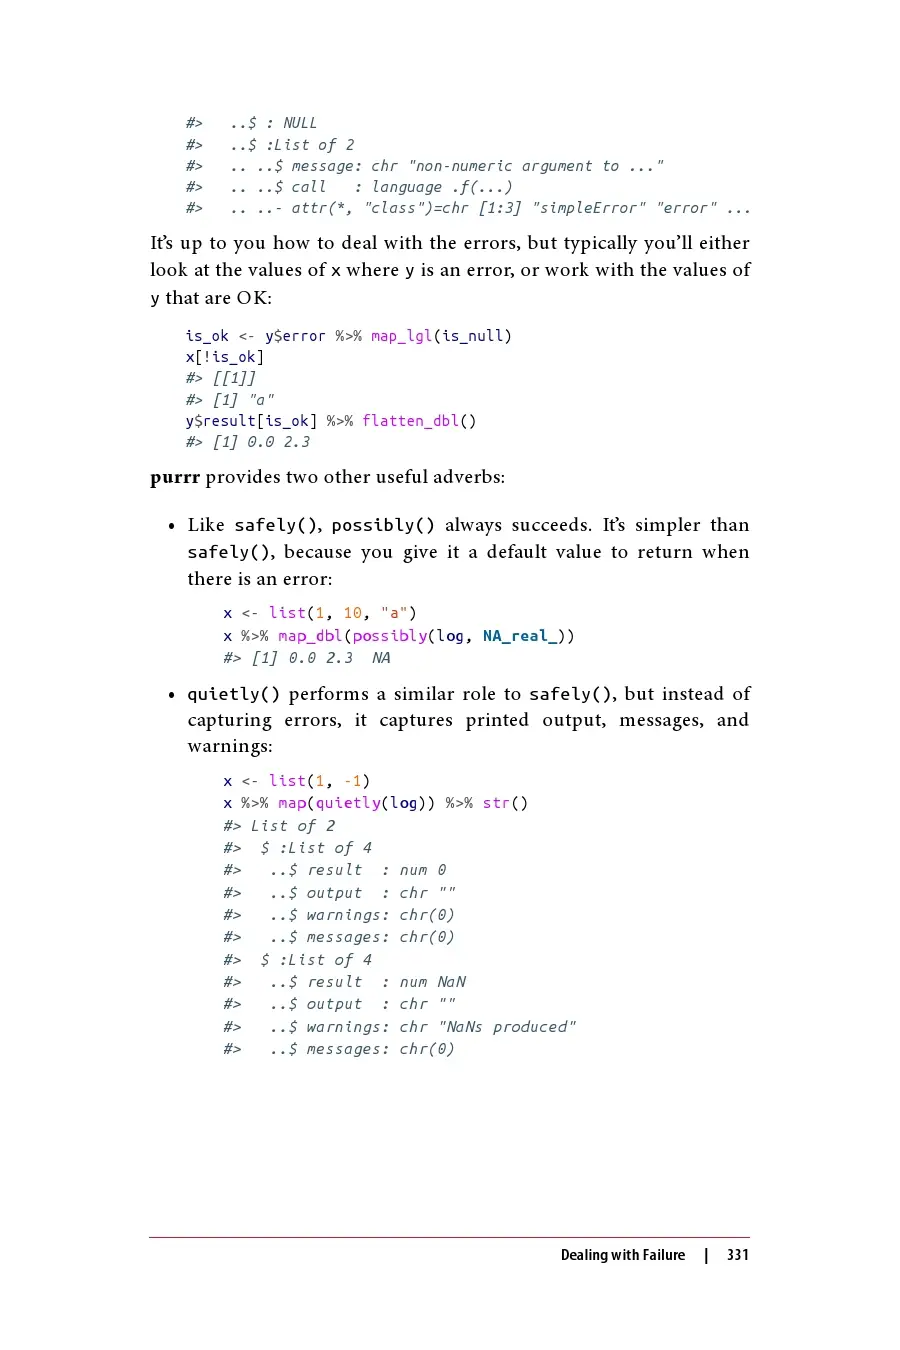 #>   ..$ : NULL
#>   ..$ :List of 2
#>   .. ..$ message: chr "non-numeric argument to ..."
#>   .. ..$ call   : language .f(...)
#>   .. ..- attr(*, "class")=chr [1:3] "simpleError" "error" ...
It’s up to you how to deal with the errors, but typically you’ll either
look at the values of x where y is an error, or work with the values of
y that are OK:
is_ok <- y$error %>% map_lgl(is_null)
x[!is_ok]
#> [[1]]
#> [1] "a"
y$result[is_ok] %>% flatten_dbl()
#> [1] 0.0 2.3
purrr provides two other useful adverbs:
• Like safely(), possibly() always succeeds. It’s simpler than
safely(), because you give it a default value to return when
there is an error:
x <- list(1, 10, "a")
x %>% map_dbl(possibly(log, NA_real_))
#> [1] 0.0 2.3  NA
• quietly() performs a similar role to safely(), but instead of
capturing errors, it captures printed output, messages, and
warnings:
x <- list(1, -1)
x %>% map(quietly(log)) %>% str()
#> List of 2
#>  $ :List of 4
#>   ..$ result  : num 0
#>   ..$ output  : chr ""
#>   ..$ warnings: chr(0)
#>   ..$ messages: chr(0)
#>  $ :List of 4
#>   ..$ result  : num NaN
#>   ..$ output  : chr ""
#>   ..$ warnings: chr "NaNs produced"
#>   ..$ messages: chr(0)
Dealing with Failure | 331